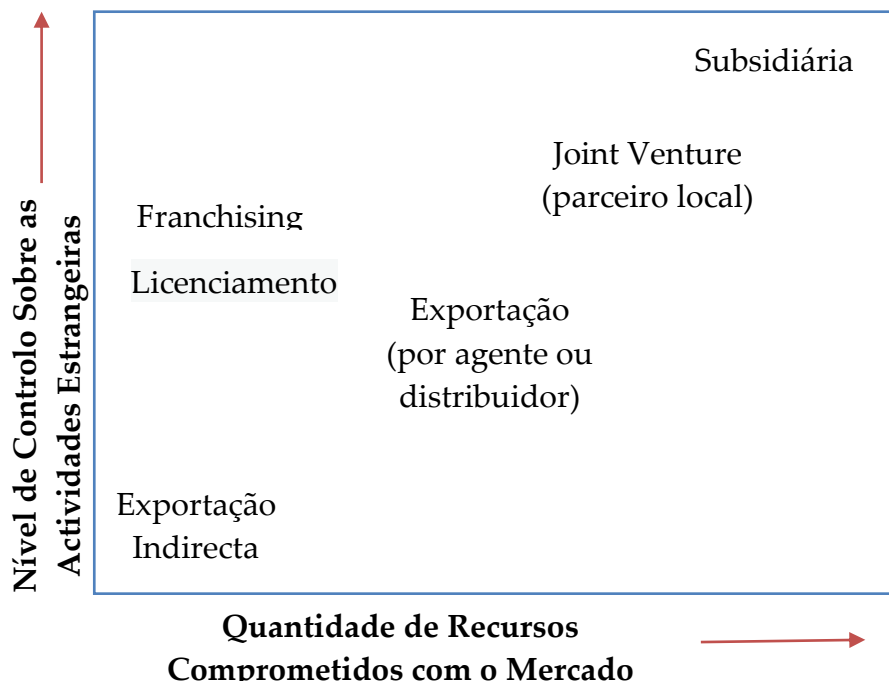 Nível de Controlo Sobre as
Actividades Estrangeiras
Subsidiária
Joint Venture
(parceiro local)
Franchising
Licenciamento
Exportação
(por agente ou
distribuidor)
Exportação
Indirecta
Quantidade de Recursos
Comprometidos com o Mercado